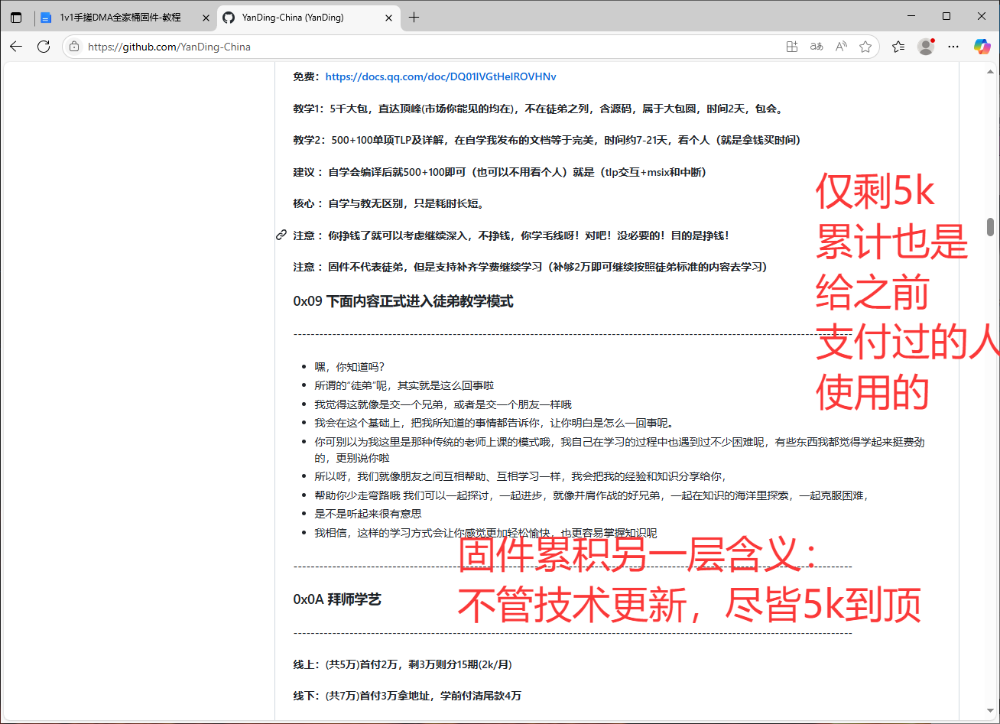 1v1手搓DMA全家桶固件-教程
YanDing-China (YanDing)
https://github.com/YanDing-China
免费：https://docs.qq.com/doc/DQ01IVGtHelROVHNv
教学1：5千大包，直达顶峰(市场你能见的均在)，不在徒弟之列，含源码，属于大包圆，时间2天，包会。
教学2：500+100单项TLP及详解，在自学我发布的文档等于完美，时间约7-21天，看个人（就是拿钱买时间）
建议 ：自学会编译后就500+100即可（也可以不用看个人）就是（tlp交互+msix和中断）
核心 ：自学与教无区别，只是耗时长短。
注意 ：你挣钱了就可以考虑继续深入，不挣钱，你学毛线呀！对吧！没必要的！目的是挣钱！
注意 ：固件不代表徒弟，但是支持补齐学费继续学习（补够2万即可继续按照徒弟标准的内容去学习）
仅剩5k
累计也是
给之前
支付过的人
使用的
0x09 下面内容正式进入徒弟教学模式
嘿，你知道吗？
所谓的“徒弟”呢，其实就是这么回事啦
我觉得这就像是交一个兄弟，或者是交一个朋友一样哦
我会在这个基础上，把我所知道的事情都告诉你，让你明白是怎么一回事呢。
你可别以为我这里是那种传统的老师上课的模式哦，我自己在学习的过程中也遇到过不少困难呢，有些东西我都觉得学起来挺费劲
的，更别说你啦
所以呀，我们就像朋友之间互相帮助、互相学习一样，我会把我的经验和知识分享给你，
帮助你少走弯路哦 我们可以一起探讨，一起进步，就像并肩作战的好兄弟，一起在知识的海洋里探索，一起克服困难，
是不是听起来很有意思
我相信，这样的学习方式会让你感觉更加轻松愉快，也更容易掌握知识呢
固件累积另一层含义：
不管技术更新，尽皆5k到顶
0x0A 拜师学艺
线上：(共5万)首付2万，剩3万则分15期(2k/月)
线下：(共7万)首付3万拿地址，学前付清尾款4万